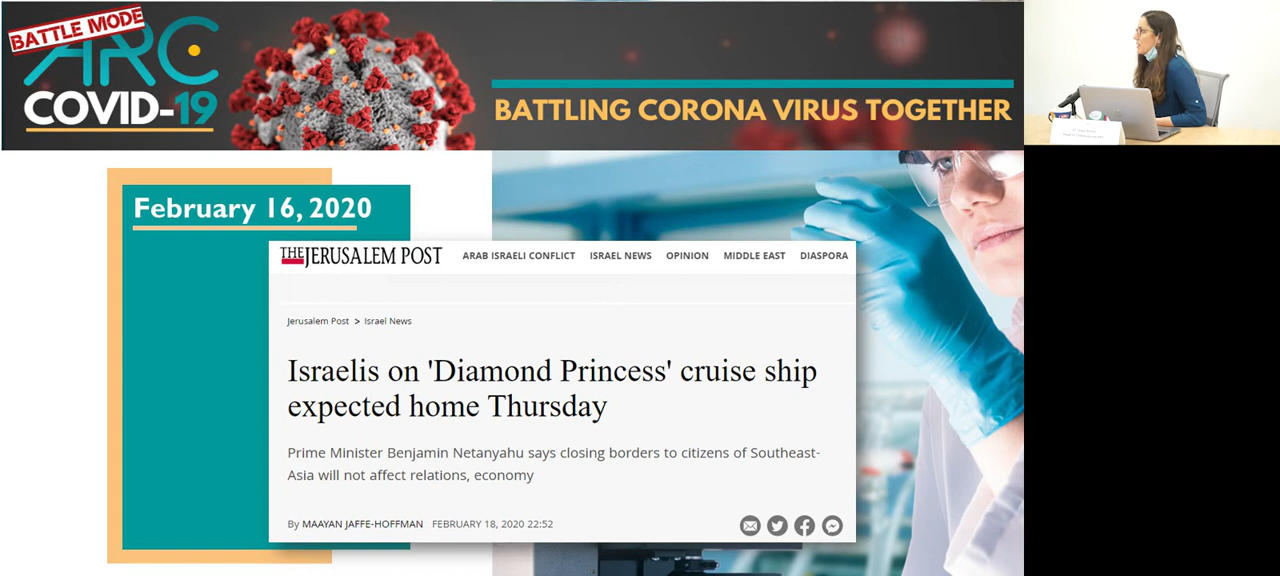 BATTLE MODE
ARC
COVID-19
BATTLING CORONA VIRUS TOGETHER
February 16, 2020
THE JERUSALEM POST
ARAB ISRAELI CONFLICT ISRAEL NEWS OPINION MIDDLE EAST DIASPORA
Jerusalem Post > Israel News
Israelis on 'Diamond Princess' cruise ship
expected home Thursday
Prime Minister Benjamin Netanyahu says closing borders to citizens of Southeast-
Asia will not affect relations, economy
By MAAYAN JAFFE-HOFFMAN FEBRUARY 18, 2020 22:52